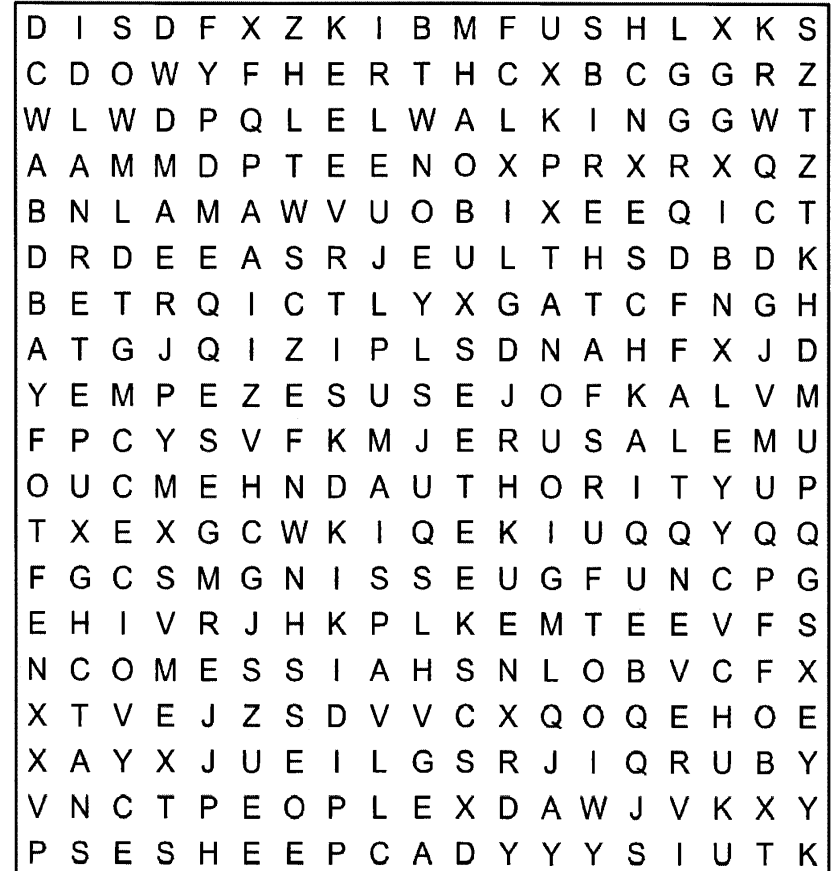 D I S D F X Z K I B M F U S H L X K S
C D O W Y F H E R T H C X B C G G R Z
W L W D P Q L E L W A L K I N G G W T
A A M M D P T E E N O X P R X R X Q Z
B N L A M A W V U O B I X E E Q I C T
D R D E E A S R J E U L T H S D B D K
B E T R Q I C T L Y X G A T C F N G H
A T G J Q I Z I P L S D N A H F X J D
Y E M P E Z E S U S E J O F K A L V M
F P C Y S V F K M J E R U S A L E M U
O U C M E H N D A U T H O R I T Y U P
T X E X G C W K I Q E K I U Q Q Y Q Q
F G C S M G N I S S E U G F U N C P G
E H I V R J H K P L K E M T E E V F S
N C O M E S S I A H S N L O B V C F X
X T V E J Z S D V V C X Q O Q E H O E
X A Y X J U E I L G S R J I Q R U B Y
V N C T P E O P L E X D A W J V K X Y
P S E S H E E P C A D Y Y Y S I U T K